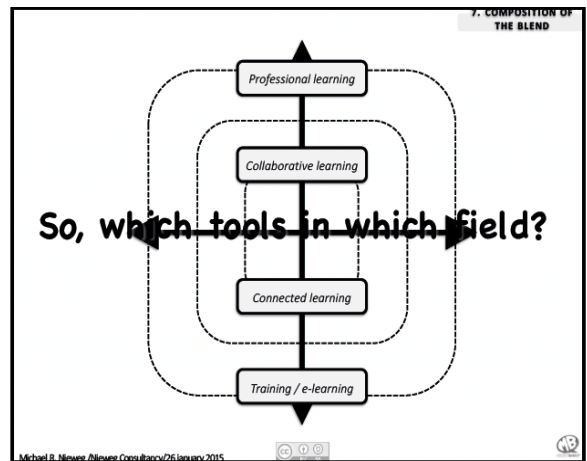 7. COMPOSITION OF
THE BLEND
Professional learning
Collaborative learning
So, which tools in which field?
Connected learning
Training / e-learning
Michael R. Nieweg /Nieweg Consultancy/26 january 2015